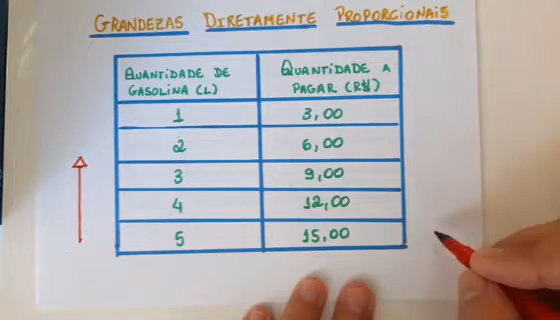 GRANDEZAS DIRETAMENTE PROPORCIONAIS
QUANTIDADE DE GASOLINA (L)
QUANTIDADE A PAGAR (R$)
1 3,00
2 6,00
3 9,00
4 12,00
5 15,00